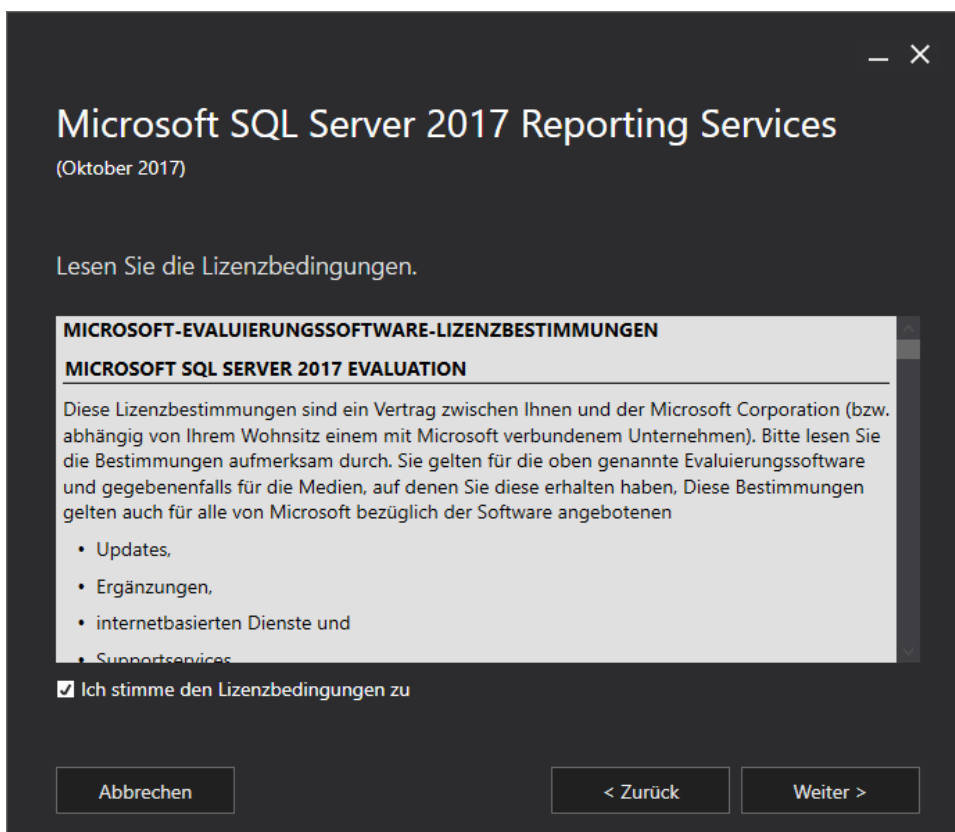 Microsoft SQL Server 2017 Reporting Services
(Oktober 2017)
Lesen Sie die Lizenzbedingungen.
MICROSOFT-EVALUIERUNGSSOFTWARE-LIZENZBESTIMMUNGEN
MICROSOFT SQL SERVER 2017 EVALUATION
Diese Lizenzbestimmungen sind ein Vertrag zwischen Ihnen und der Microsoft Corporation (bzw.
abhängig von Ihrem Wohnsitz einem mit Microsoft verbundenem Unternehmen). Bitte lesen Sie
die Bestimmungen aufmerksam durch. Sie gelten für die oben genannte Evaluierungssoftware
und gegebenenfalls für die Medien, auf denen Sie diese erhalten haben, Diese Bestimmungen
gelten auch für alle von Microsoft bezüglich der Software angebotenen
• Updates,
• Ergänzungen,
• internetbasierten Dienste und
• Supportservices
Ich stimme den Lizenzbedingungen zu
Abbrechen
< Zurück
Weiter >